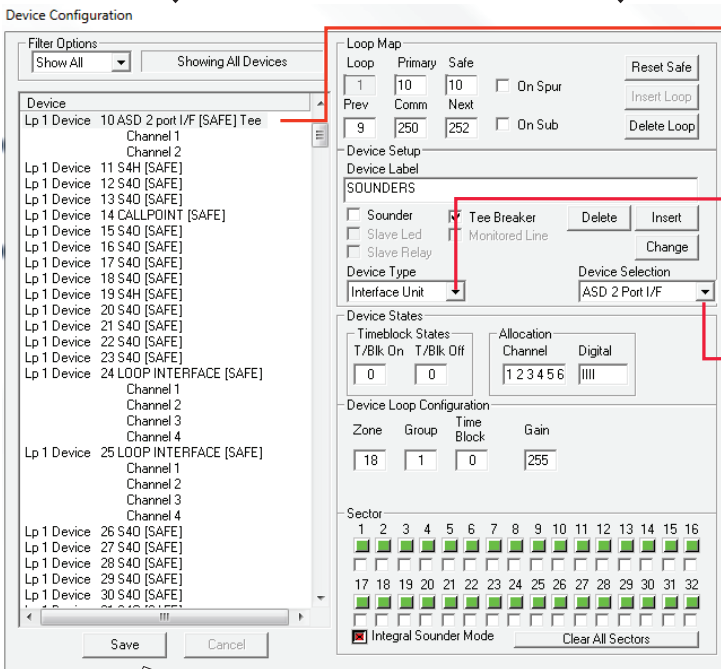 Device Configuration
Filter Options
Show All
Showing All Devices
Device
Lp 1 Device 10 ASD 2 port I/F [SAFE] Tee
Channel 1
Channel 2
Lp 1 Device 11 S4H [SAFE]
Lp 1 Device 12 S40 [SAFE]
Lp 1 Device 13 S40 [SAFE]
Lp 1 Device 14 CALLPOINT [SAFE]
Lp 1 Device 15 S40 [SAFE]
Lp 1 Device 16 S40 [SAFE]
Lp 1 Device 17 S40 [SAFE]
Lp 1 Device 18 S40 [SAFE]
Lp 1 Device 19 S4H [SAFE]
Lp 1 Device 20 S40 [SAFE]
Lp 1 Device 21 S40 [SAFE]
Lp 1 Device 22 S40 [SAFE]
Lp 1 Device 23 S40 [SAFE]
Lp 1 Device 24 LOOP INTERFACE [SAFE]
Channel 1
Channel 2
Channel 3
Channel 4
Lp 1 Device 25 LOOP INTERFACE [SAFE]
Channel 1
Channel 2
Channel 3
Channel 4
Lp 1 Device 26 S40 [SAFE]
Lp 1 Device 27 S40 [SAFE]
Lp 1 Device 28 S40 [SAFE]
Lp 1 Device 29 S40 [SAFE]
Lp 1 Device 30 S40 [SAFE]
Save
Cancel
Loop Map
Loop Primary Safe
1 10 10
On Spur
Reset Safe
Insert Loop
Prev Comm Next
9 250 252
On Sub
Delete Loop
Device Setup
Device Label
SOUNDERS
Sounder
Tee Breaker
Delete
Insert
Slave Led
Monitored Line
Slave Relay
Change
Device Type
Device Selection
Interface Unit
ASD 2 Port I/F
Device States
Timeblock States
T/Blk On T/Blk Off
0 0
Allocation
Channel Digital
1 2 3 4 5 6 IIII
Device Loop Configuration
Zone Group Time Block Gain
18 1 0 255
Sector
1 2 3 4 5 6 7 8 9 10 11 12 13 14 15 16
17 18 19 20 21 22 23 24 25 26 27 28 29 30 31 32
Integral Sounder Mode
Clear All Sectors